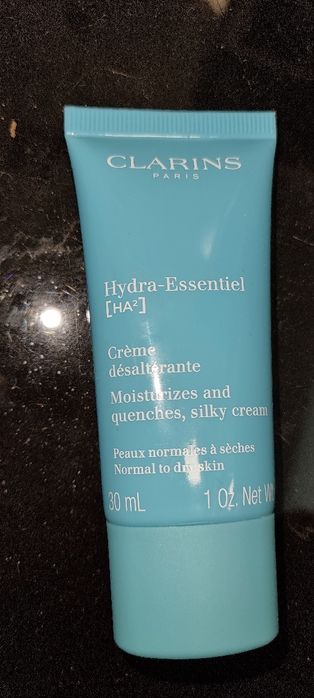 CLARINS
PARIS
Hydra-Essentiel
[HA²]
Crème
désaltérante
Moisturizes and
quenches, silky cream
Peaux normales à sèches
Normal to dry skin
30 mL 1 Oz. Net